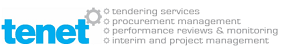 tenet
tendering services
procurement management
performance reviews & monitoring
interim and project management